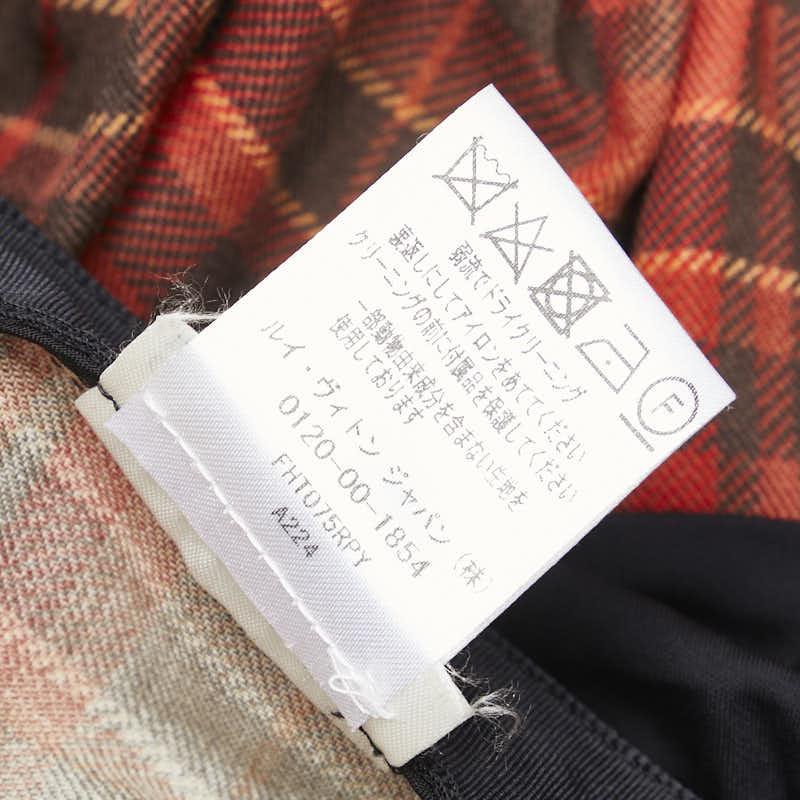 F
弱流でドライクリーニング
裏返しにしてアイロンをあててください
クリーニングの前に付属品を保護してください
一部動物由来成分を含まない生地を
使用しております
ルイ・ヴィトン ジャパン (株)
0120-00-1854
FHT075RPY
A224